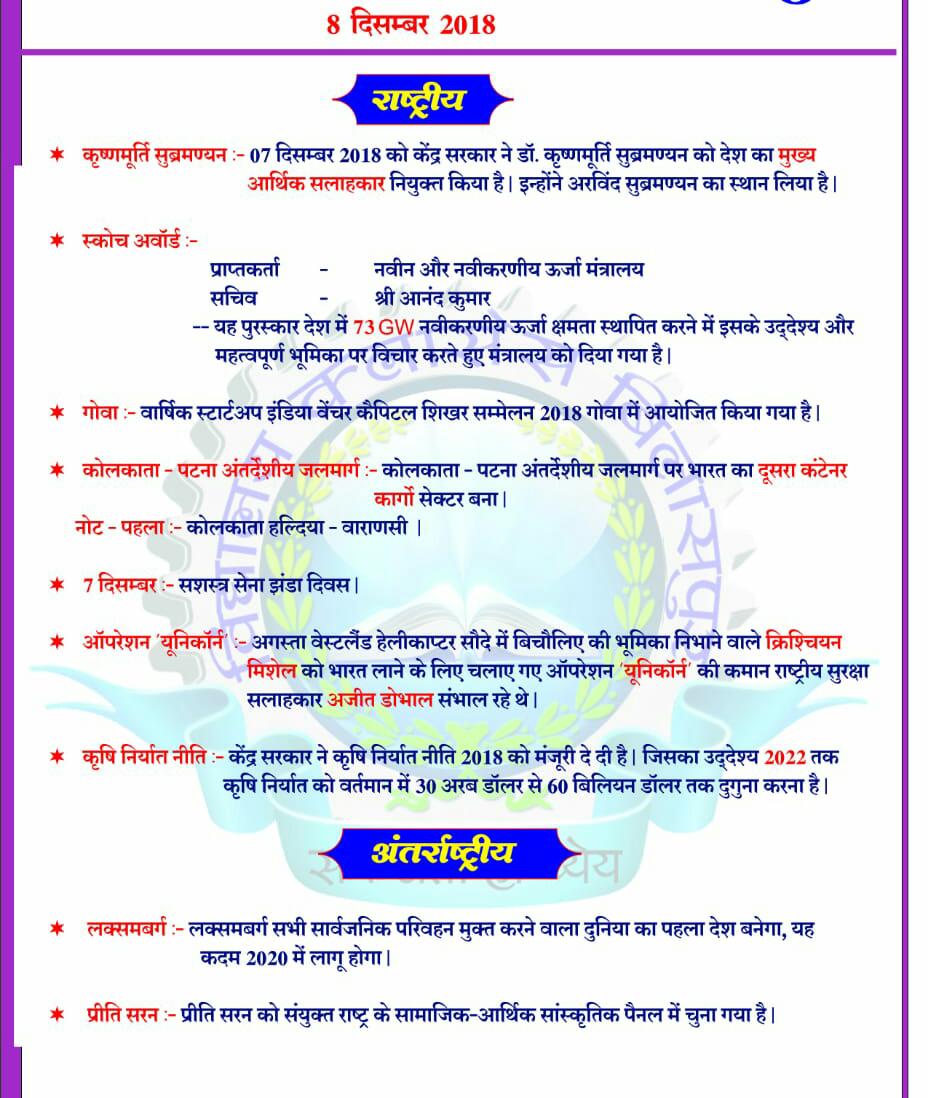 8 दिसम्बर 2018
राष्ट्रीय
✶ कृष्णमूर्ति सुब्रमण्यन :- 07 दिसम्बर 2018 को केंद्र सरकार ने डॉ. कृष्णमूर्ति सुब्रमण्यन को देश का मुख्य
आर्थिक सलाहकार नियुक्त किया है | इन्होंने अरविंद सुब्रमण्यन का स्थान लिया है |
✶ स्कोच अवॉर्ड :-
प्राप्तकर्ता - नवीन और नवीकरणीय ऊर्जा मंत्रालय
सचिव - श्री आनंद कुमार
-- यह पुरस्कार देश में 73 GW नवीकरणीय ऊर्जा क्षमता स्थापित करने में इसके उद्देश्य और
महत्वपूर्ण भूमिका पर विचार करते हुए मंत्रालय को दिया गया है |
✶ गोवा :- वार्षिक स्टार्टअप इंडिया वेंचर कैपिटल शिखर सम्मेलन 2018 गोवा में आयोजित किया गया है |
✶ कोलकाता - पटना अंतर्देशीय जलमार्ग :- कोलकाता - पटना अंतर्देशीय जलमार्ग पर भारत का दूसरा कंटेनर
कार्गो सेक्टर बना |
नोट - पहला :- कोलकाता हल्दिया - वाराणसी |
✶ 7 दिसम्बर :- सशस्त्र सेना झंडा दिवस |
✶ ऑपरेशन 'यूनिकॉर्न' :- अगस्ता वेस्टलैंड हेलीकाप्टर सौदे में बिचौलिए की भूमिका निभाने वाले क्रिश्चियन
मिशेल को भारत लाने के लिए चलाए गए ऑपरेशन 'यूनिकॉर्न' की कमान राष्ट्रीय सुरक्षा
सलाहकार अजीत डोभाल संभाल रहे थे |
✶ कृषि निर्यात नीति :- केंद्र सरकार ने कृषि निर्यात नीति 2018 को मंजूरी दे दी है | जिसका उद्देश्य 2022 तक
कृषि निर्यात को वर्तमान में 30 अरब डॉलर से 60 बिलियन डॉलर तक दुगुना करना है |
अंतर्राष्ट्रीय
✶ लक्समबर्ग :- लक्समबर्ग सभी सार्वजनिक परिवहन मुक्त करने वाला दुनिया का पहला देश बनेगा, यह
कदम 2020 में लागू होगा |
✶ प्रीति सरन :- प्रीति सरन को संयुक्त राष्ट्र के सामाजिक-आर्थिक सांस्कृतिक पैनल में चुना गया है |